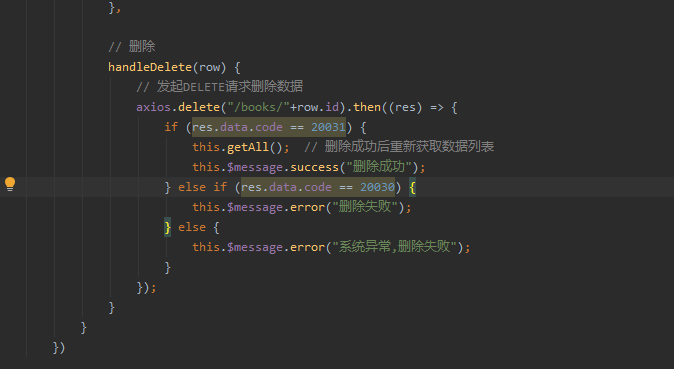 },
// 删除
handleDelete(row) {
// 发起DELETE请求删除数据
axios.delete("/books/"+row.id).then((res) => {
if (res.data.code == 20031) {
this.getAll();  // 删除成功后重新获取数据列表
this.$message.success("删除成功");
} else if (res.data.code == 20030) {
this.$message.error("删除失败");
} else {
this.$message.error("系统异常,删除失败");
}
});
}
}
})